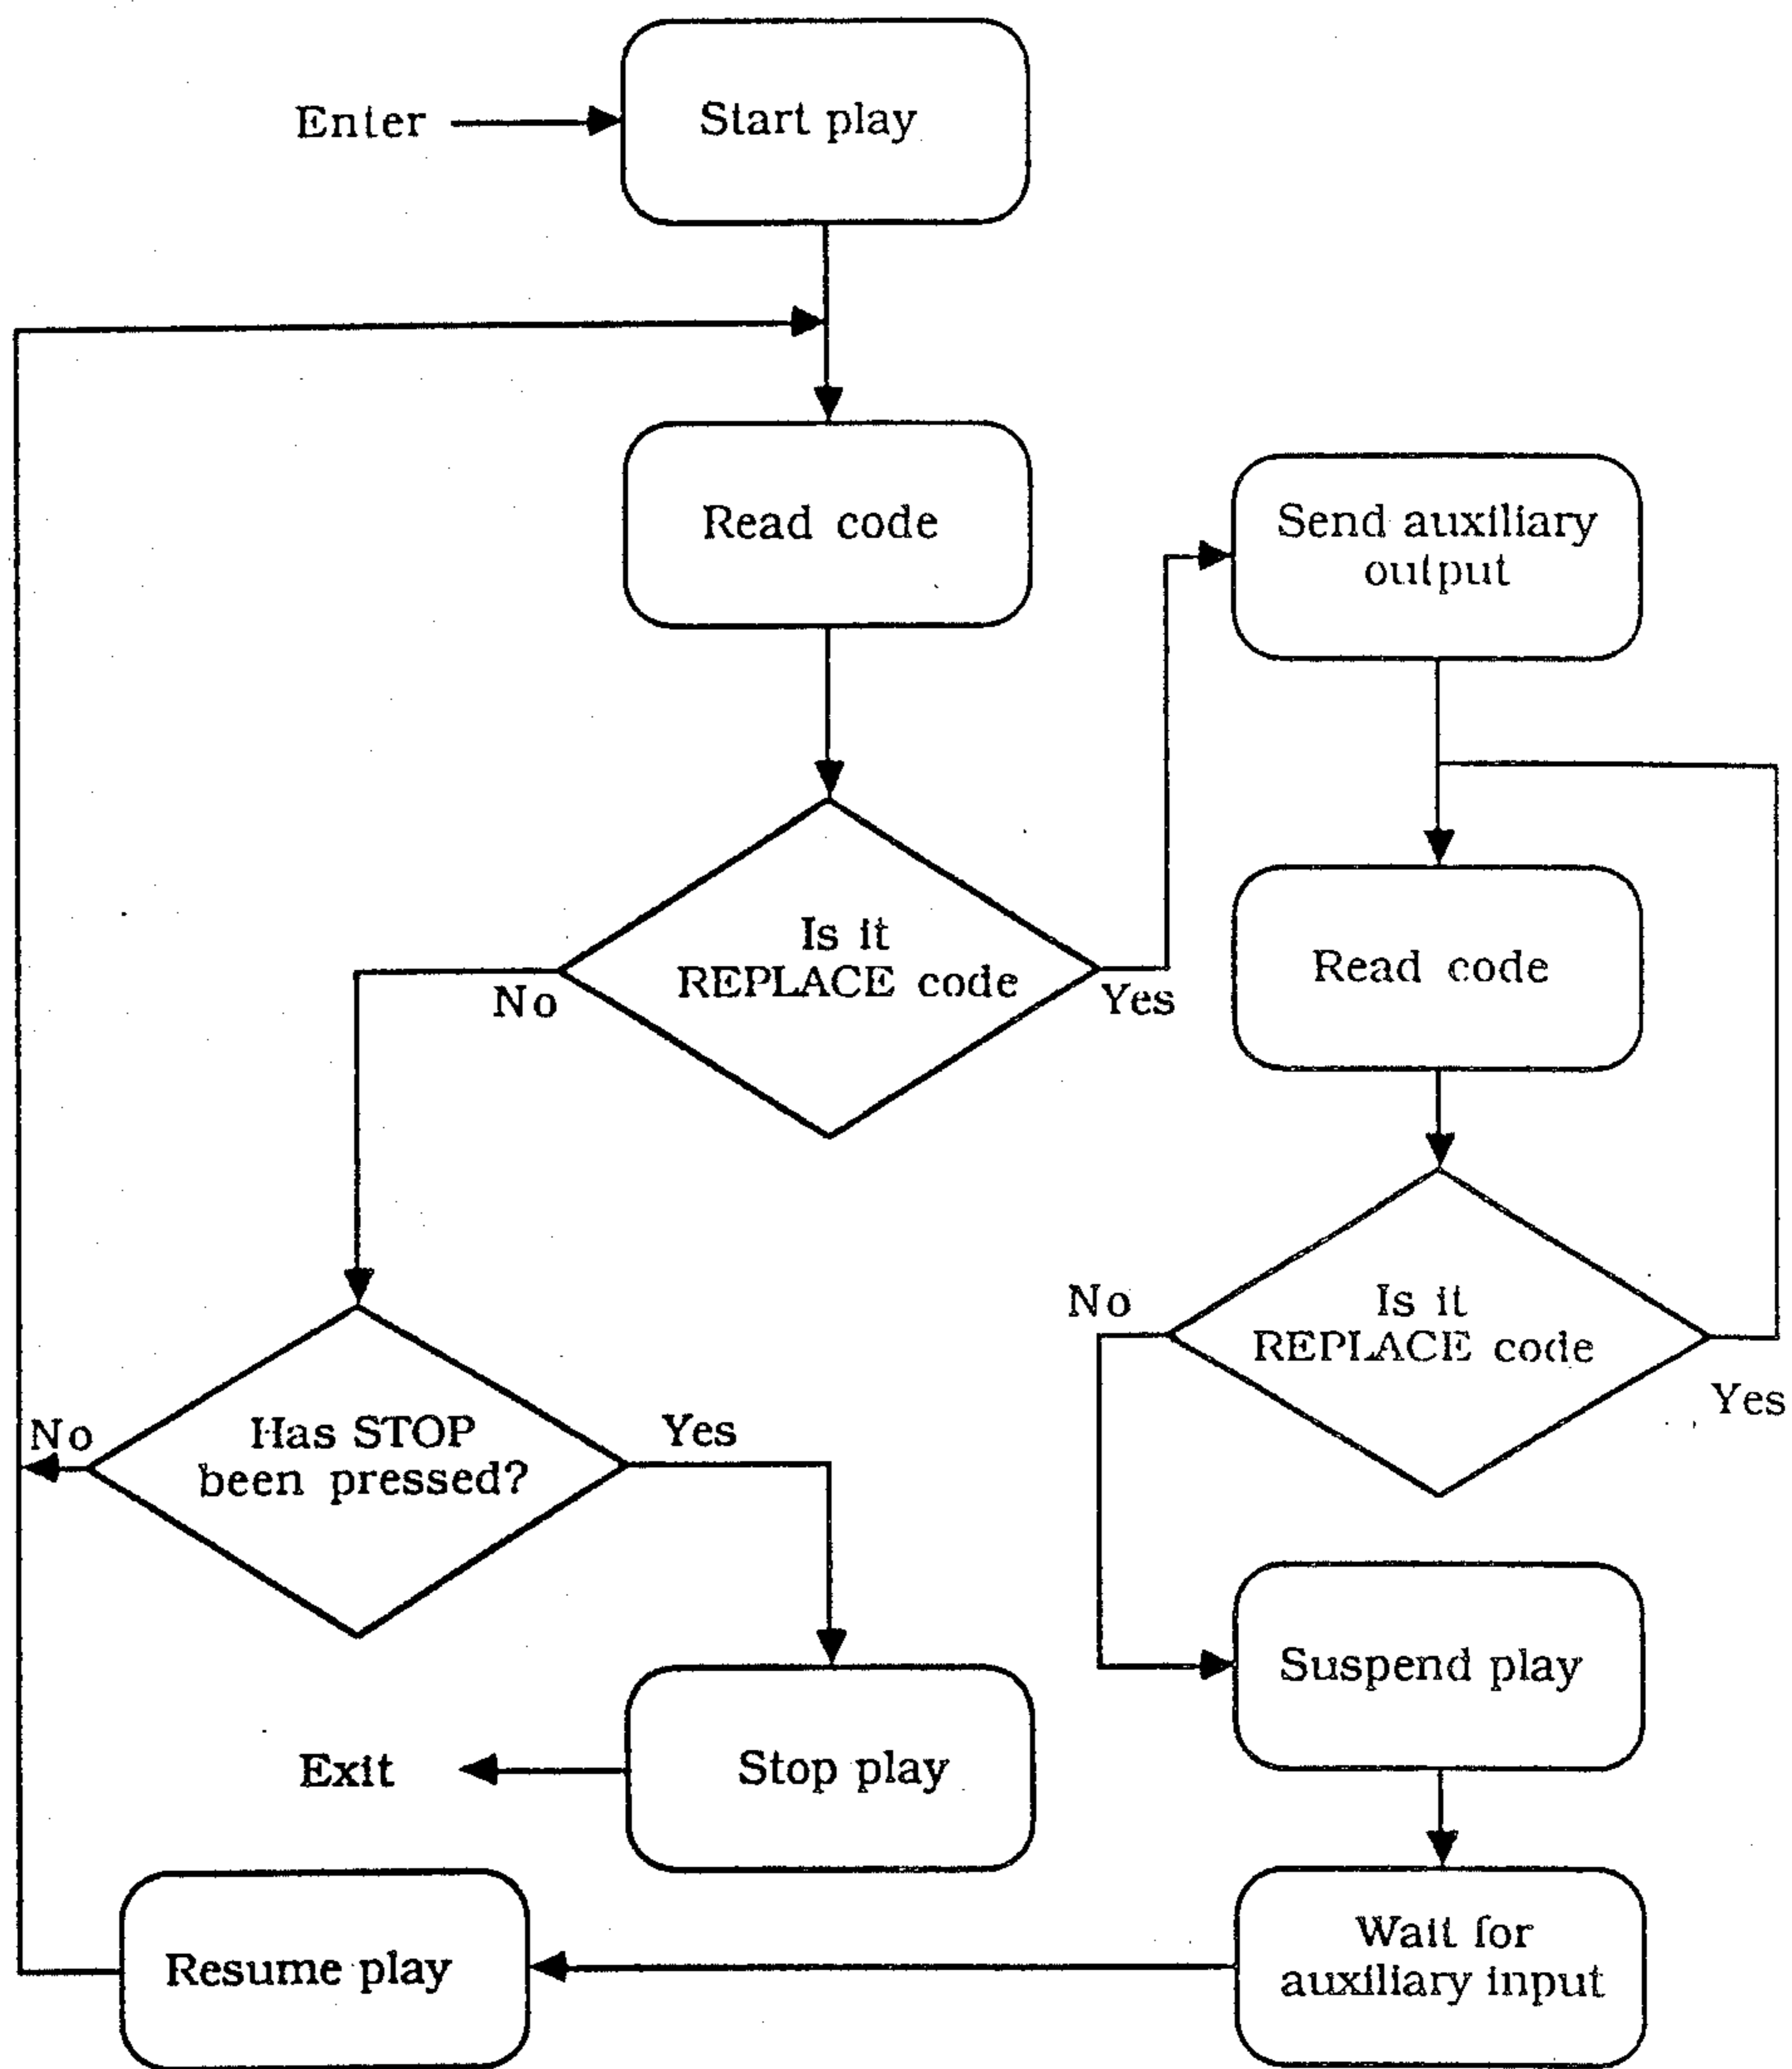 Enter
Start play
Read code
Send auxiliary
output
Is it
REPLACE code
No
Yes
Read code
No
Is it
REPLACE code
Yes
No
Has STOP
been pressed?
Yes
Suspend play
Exit
Stop play
Resume play
Wait for
auxiliary input